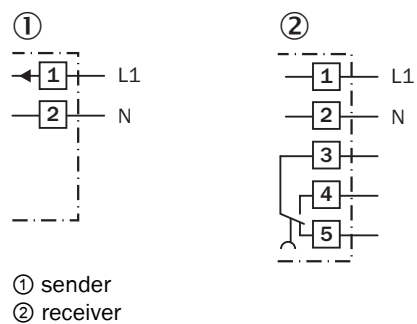 ①
1 L1
2 N
②
1 L1
2 N
3
4
5
① sender
② receiver